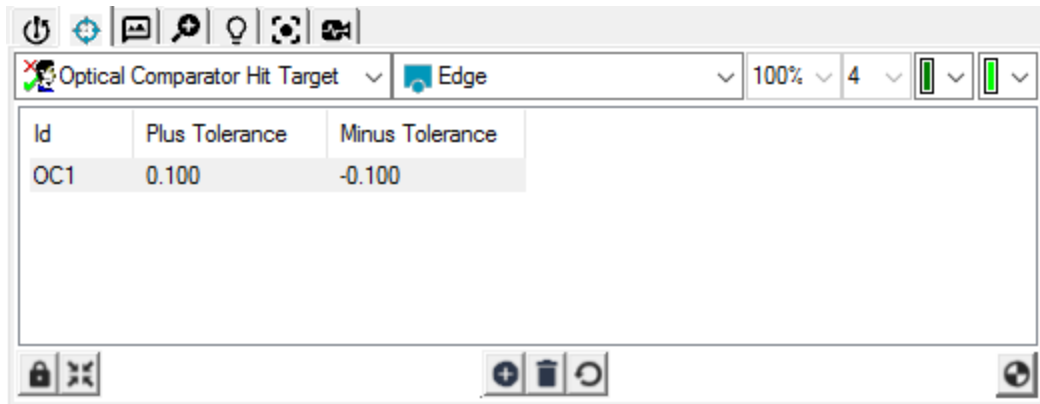 Optical Comparator Hit Target Edge 100% 4
Id Plus Tolerance Minus Tolerance
OC1 0.100 -0.100